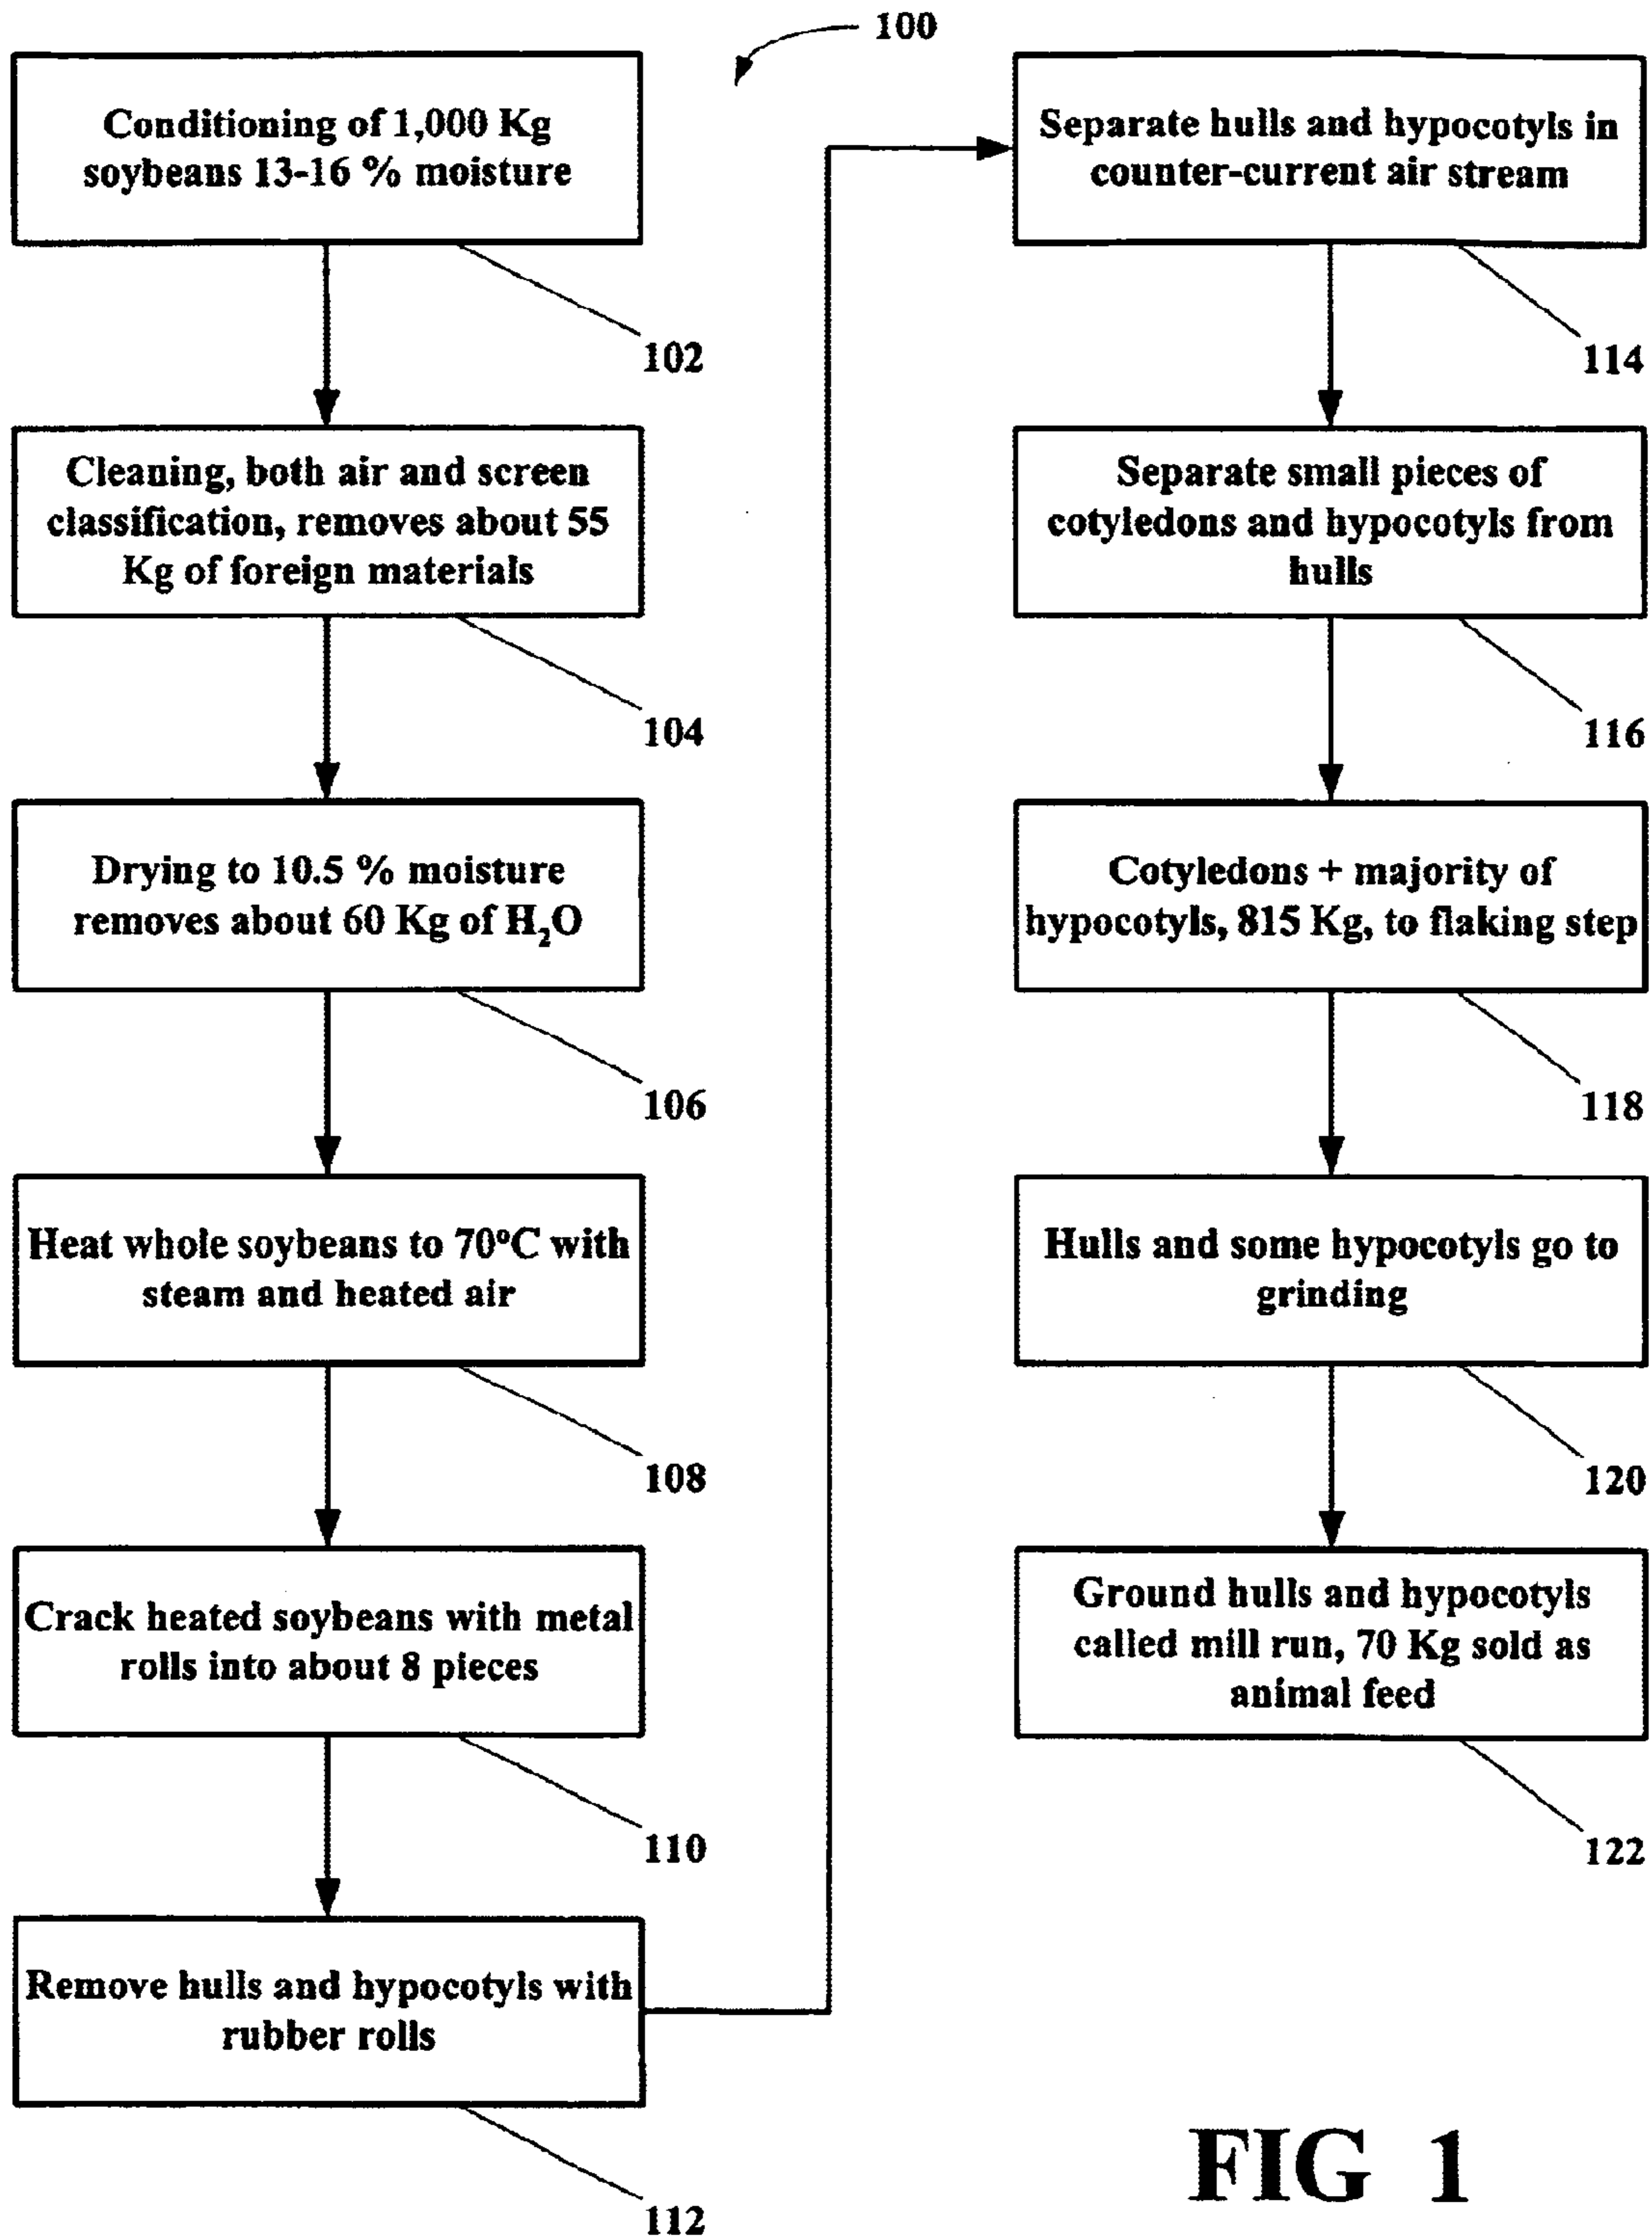 100
Conditioning of 1,000 Kg
soybeans 13-16 % moisture
102
Cleaning, both air and screen
classification, removes about 55
Kg of foreign materials
104
Drying to 10.5 % moisture
removes about 60 Kg of H₂O
106
Heat whole soybeans to 70°C with
steam and heated air
108
Crack heated soybeans with metal
rolls into about 8 pieces
110
Remove hulls and hypocotyls with
rubber rolls
112
Separate hulls and hypocotyls in
counter-current air stream
114
Separate small pieces of
cotyledons and hypocotyls from
hulls
116
Cotyledons + majority of
hypocotyls, 815 Kg, to flaking step
118
Hulls and some hypocotyls go to
grinding
120
Ground hulls and hypocotyls
called mill run, 70 Kg sold as
animal feed
122
FIG 1